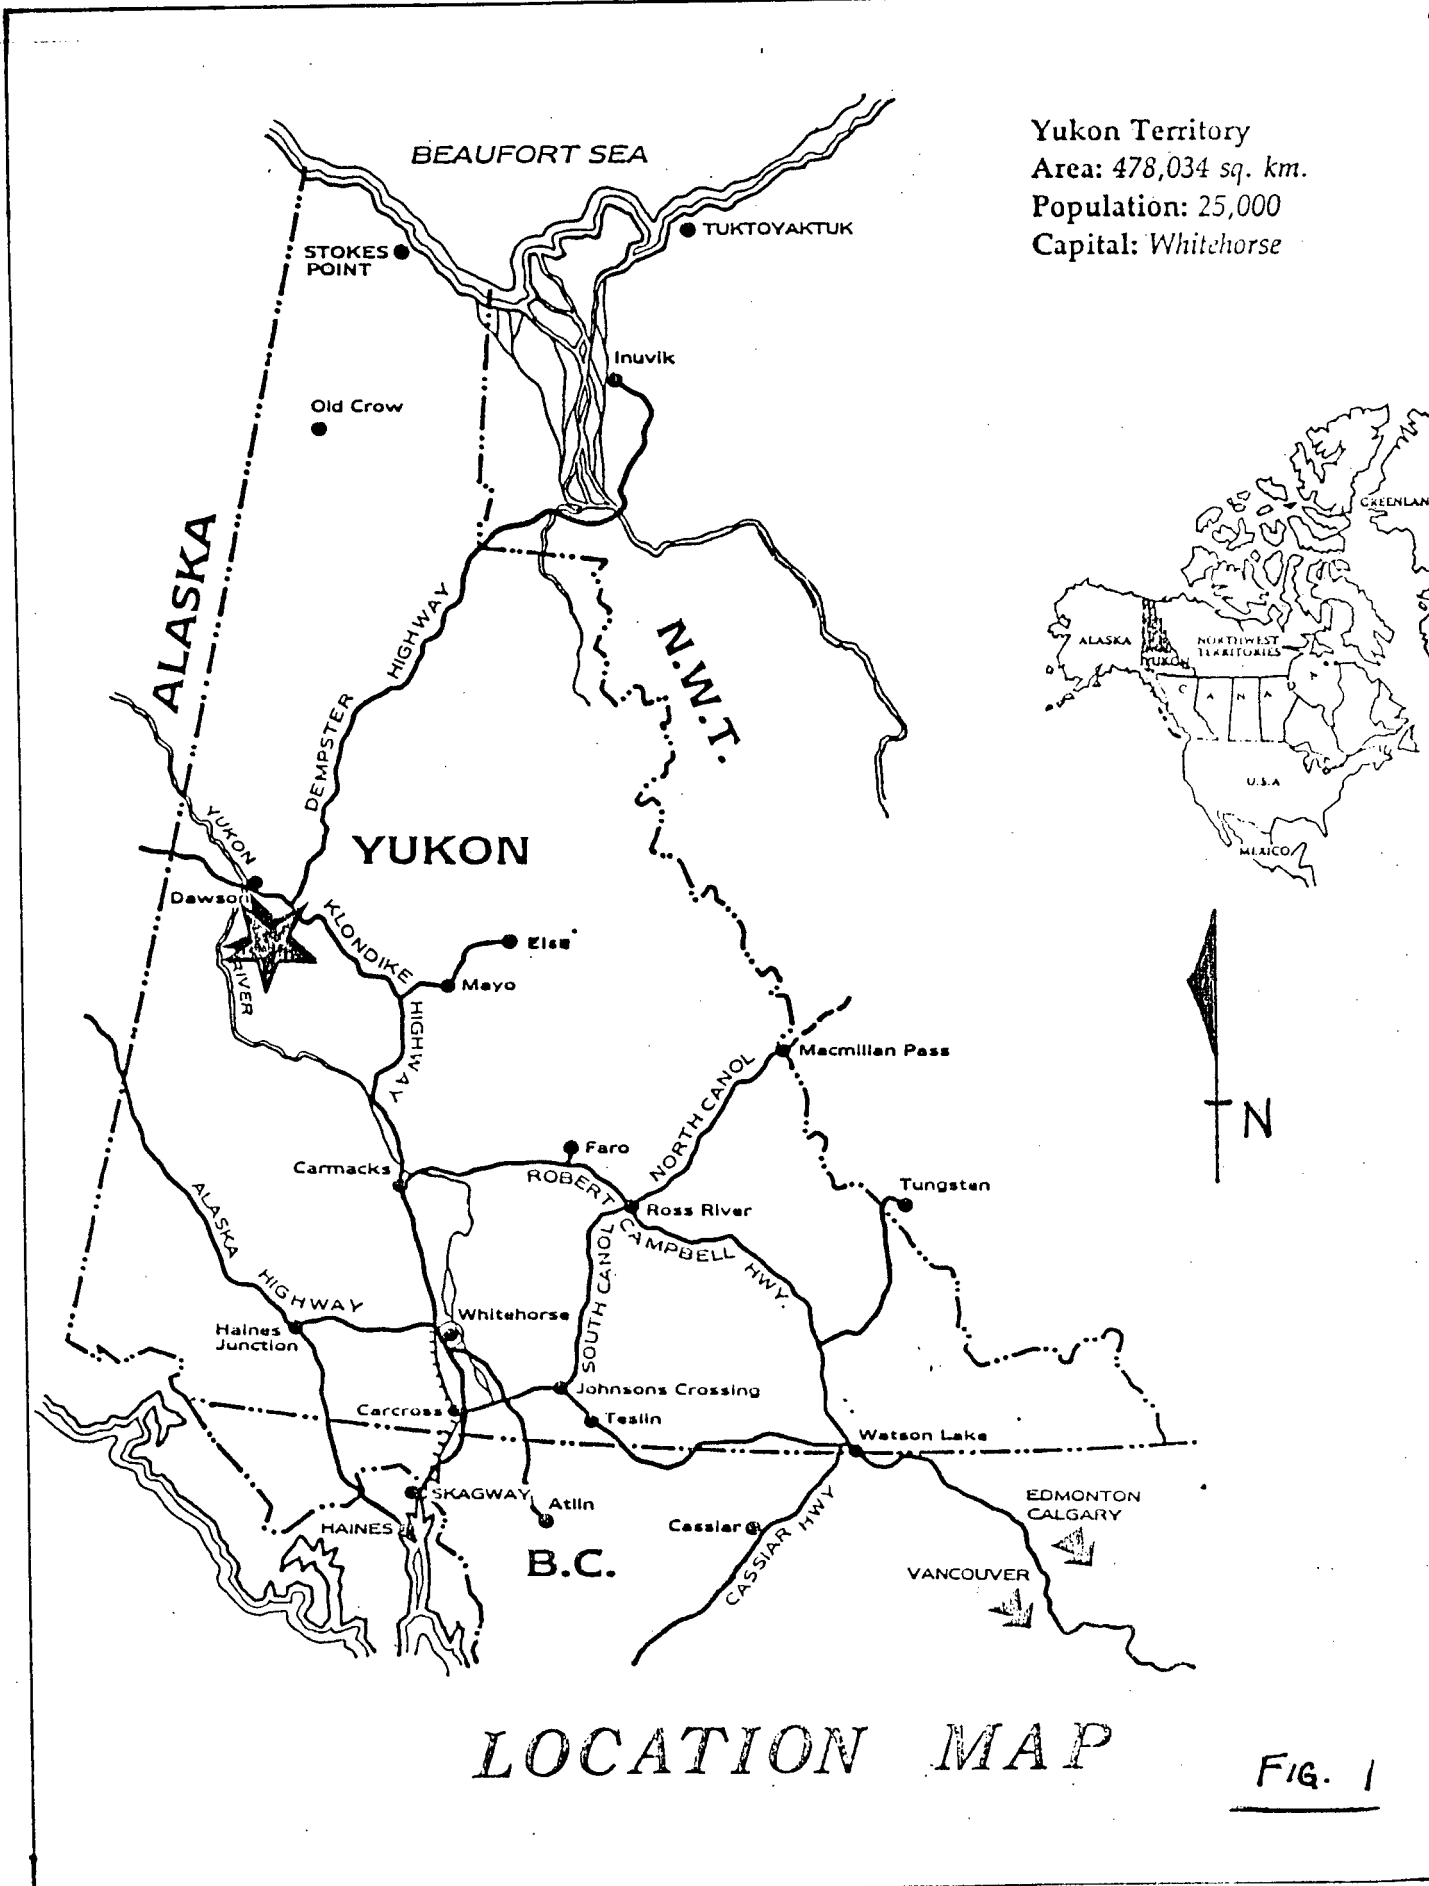 BEAUFORT SEA
Yukon Territory
Area: 478,034 sq. km.
Population: 25,000
Capital: Whitehorse
TUKTOYAKTUK
STOKES
POINT
Inuvik
Old Crow
GREENLAN
ALASKA
HIGHWAY
DEMPSTER
N.W.T.
ALASKA
YUKON
NORTHWEST
TERRITORIES
CANADA
U.S.A
MEXICO
YUKON
YUKON
RIVER
Dawson
KLONDIKE
HIGHWAY
Elsa
Mayo
Macmillan Pass
N
NORTH CANOL
Faro
Carmacks
ROBERT
CAMPBELL
HWY.
Ross River
Tungsten
ALASKA
HIGHWAY
SOUTH CANOL
Whitehorse
Haines
Junction
Johnsons Crossing
Carcross
Teslin
Watson Lake
SKAGWAY
Atlin
HAINES
Cassiar
CASSIAR HWY
EDMONTON
CALGARY
B.C.
VANCOUVER
LOCATION MAP
FIG. 1